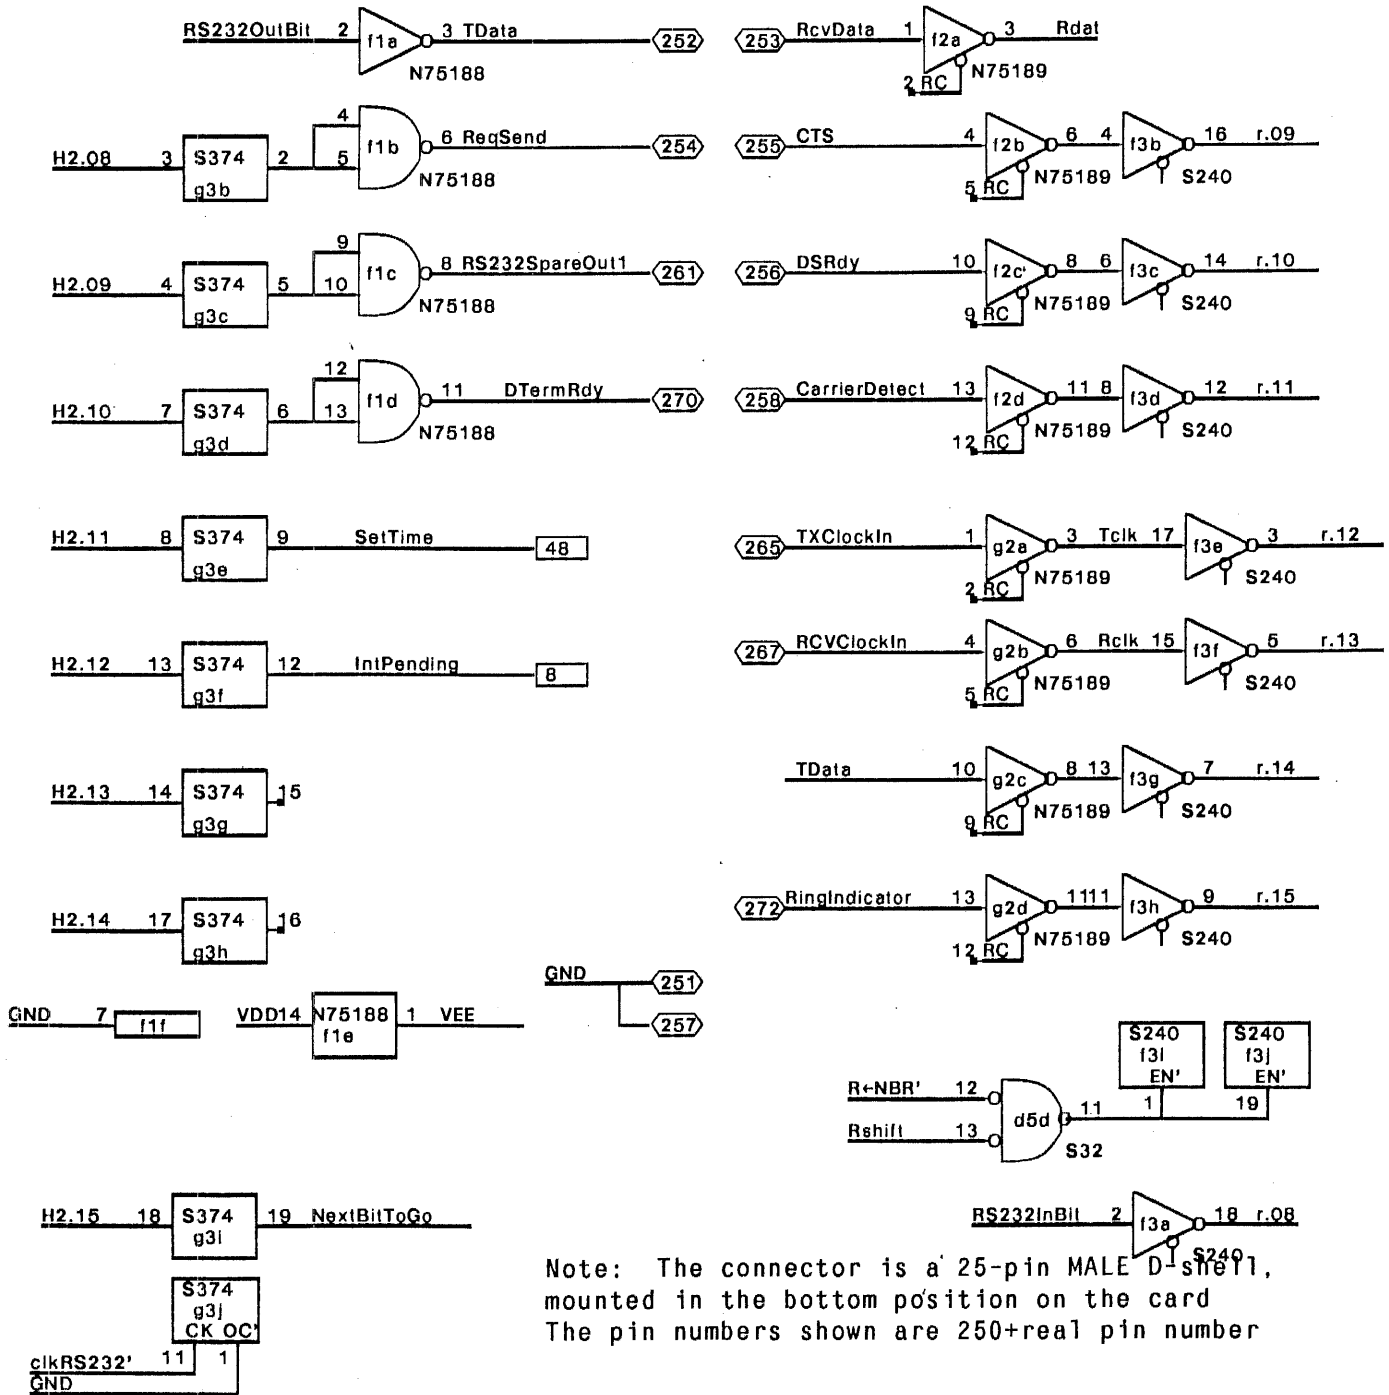 RS232OutBit 2 f1a 3 TData 252
N75188
253 RcvData 1 f2a 3 Rdat
2 RC N75189
H2.08 3 S374 g3b 2 4 5 f1b 6 ReqSend 254
N75188
255 CTS 4 f2b 6 4 f3b 16 r.09
5 RC N75189 S240
H2.09 4 S374 g3c 5 9 10 f1c 8 RS232SpareOut1 261
N75188
256 DSRdy 10 f2c' 8 6 f3c 14 r.10
9 RC N75189 S240
H2.10 7 S374 g3d 6 12 13 f1d 11 DTermRdy 270
N75188
258 CarrierDetect 13 f2d 11 8 f3d 12 r.11
12 RC N75189 S240
H2.11 8 S374 g3e 9 SetTime 48
265 TXClockIn 1 g2a 3 Tclk 17 f3e 3 r.12
2 RC N75189 S240
H2.12 13 S374 g3f 12 IntPending 8
267 RCVClockIn 4 g2b 6 Rclk 15 f3f 5 r.13
5 RC N75189 S240
H2.13 14 S374 g3g 15
TData 10 g2c 8 13 f3g 7 r.14
9 RC N75189 S240
H2.14 17 S374 g3h 16
272 RingIndicator 13 g2d 11 11 f3h 9 r.15
12 RC N75189 S240
GND 251
257
GND 7 f1f
VDD 14 N75188 f1e 1 VEE
S240 f3i EN' 1
S240 f3j EN' 19
R←NBR' 12
Rshift 13
d5d 11
S32
H2.15 18 S374 g3i 19 NextBitToGo
RS232InBit 2 f3a 18 r.08
S240
S374
g3j
CK OC'
11 1
clkRS232'
GND
Note: The connector is a 25-pin MALE D-shell,
mounted in the bottom position on the card
The pin numbers shown are 250+real pin number